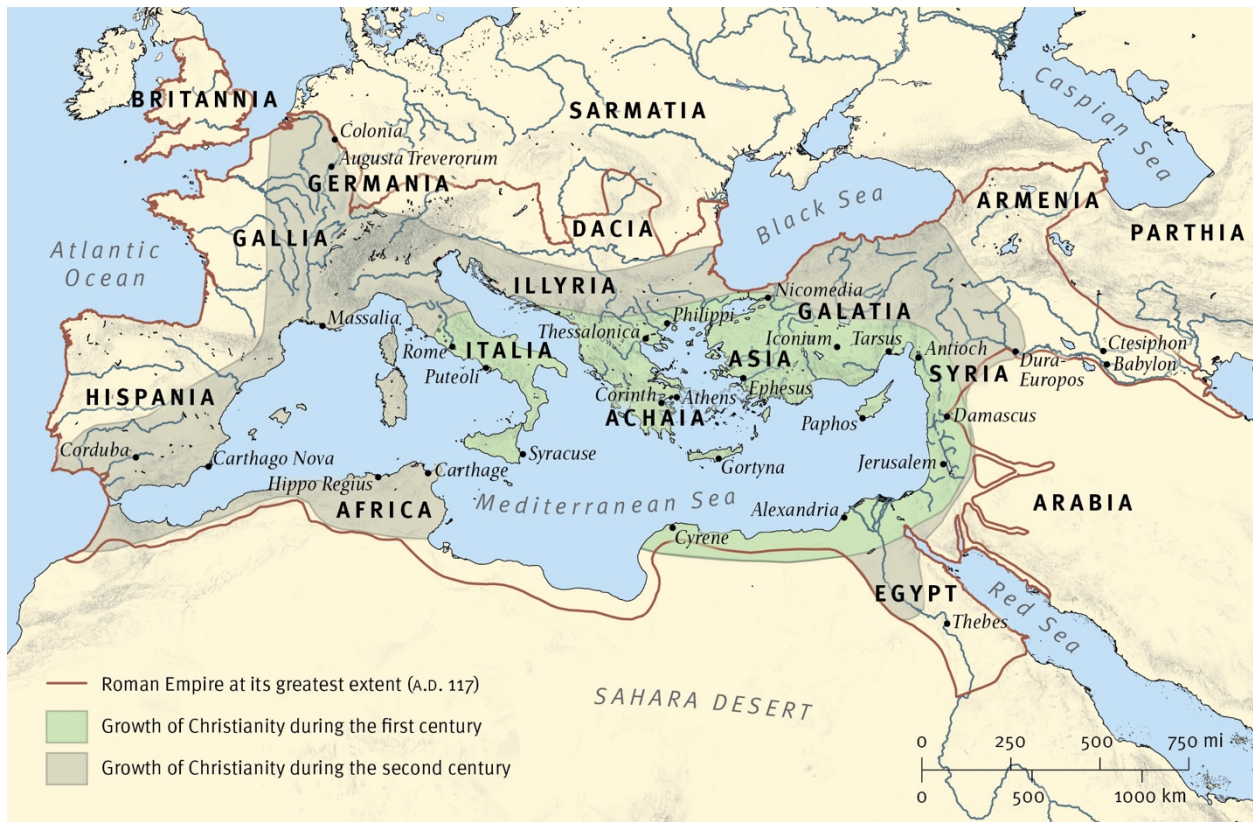 BRITANNIA
SARMATIA
Caspian Sea
Colonia
Augusta Treverorum
GERMANIA
ARMENIA
Black Sea
DACIA
PARTHIA
GALLIA
Atlantic
Ocean
ILLYRIA
Nicomedia
GALATIA
Massalia
Philippi
Thessalonica
Rome
ITALIA
Iconium
Tarsus
Antioch
Ctesiphon
ASIA
SYRIA
Dura-
Europos
Babylon
Puteoli
HISPANIA
Corinth
Athens
Ephesus
ACHAIA
Paphos
Damascus
Corduba
Carthago Nova
Syracuse
Gortyna
Jerusalem
Hippo Regius
Carthage
Mediterranean Sea
AFRICA
Alexandria
ARABIA
Cyrene
EGYPT
Red Sea
Thebes
SAHARA DESERT
Roman Empire at its greatest extent (A.D. 117)
Growth of Christianity during the first century
Growth of Christianity during the second century
0 250 500 750 mi
0 500 1000 km